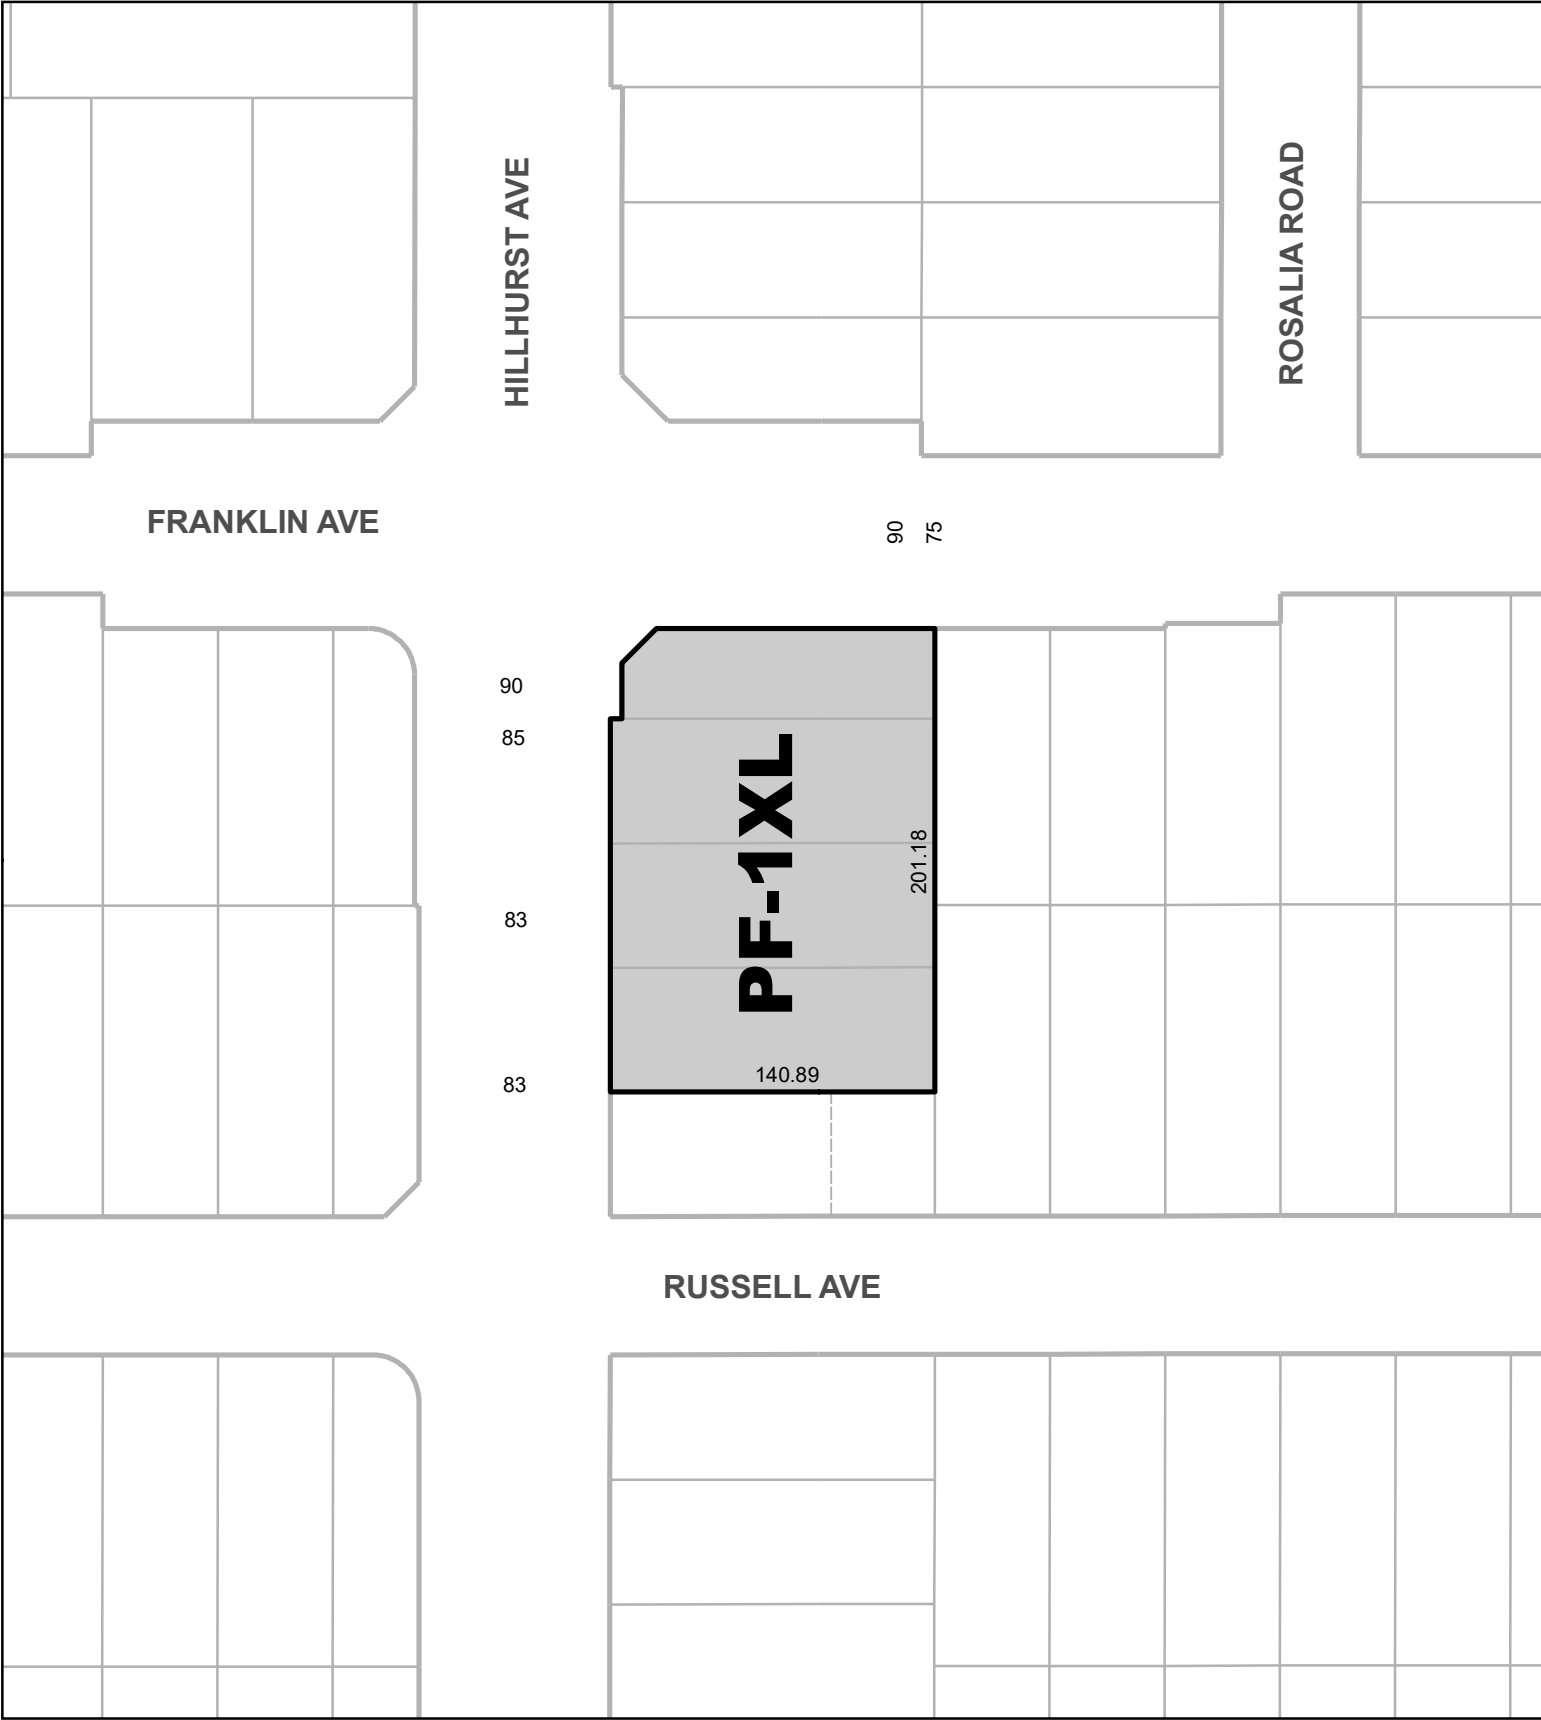 HILLHURST AVE
ROSALIA ROAD
FRANKLIN AVE
90
75
90
85
PF-1XL
201.18
83
140.89
83
RUSSELL AVE